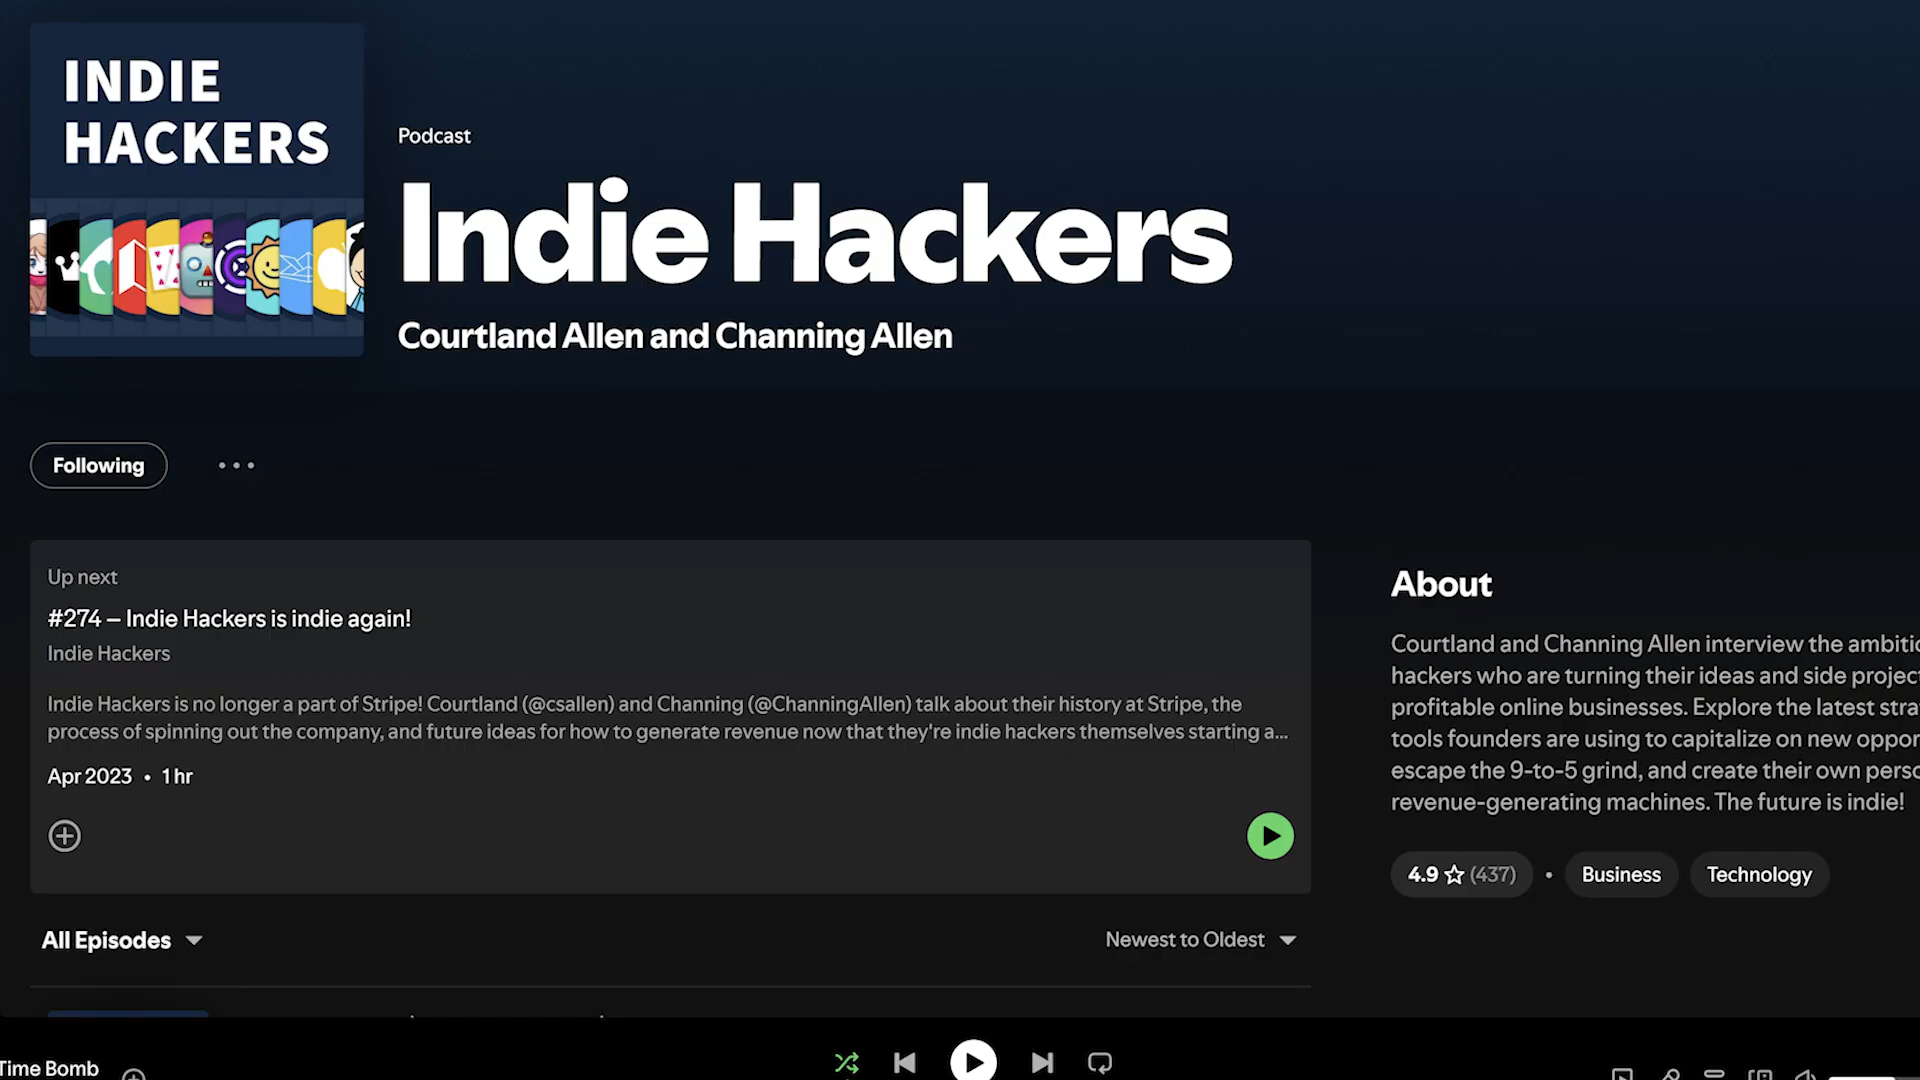 INDIE
HACKERS
Podcast
Indie Hackers
Courtland Allen and Channing Allen
Following
Up next
#274 – Indie Hackers is indie again!
Indie Hackers
Indie Hackers is no longer a part of Stripe! Courtland (@csallen) and Channing (@ChanningAllen) talk about their history at Stripe, the
process of spinning out the company, and future ideas for how to generate revenue now that they're indie hackers themselves starting a...
Apr 2023 • 1 hr
All Episodes
Newest to Oldest
About
Courtland and Channing Allen interview the
hackers who are turning their ideas and side
profitable online businesses. Explore the latest
tools founders are using to capitalize on new
escape the 9-to-5 grind, and create their own
revenue-generating machines. The future is indie!
4.9 (437) • Business Technology
Time Bomb